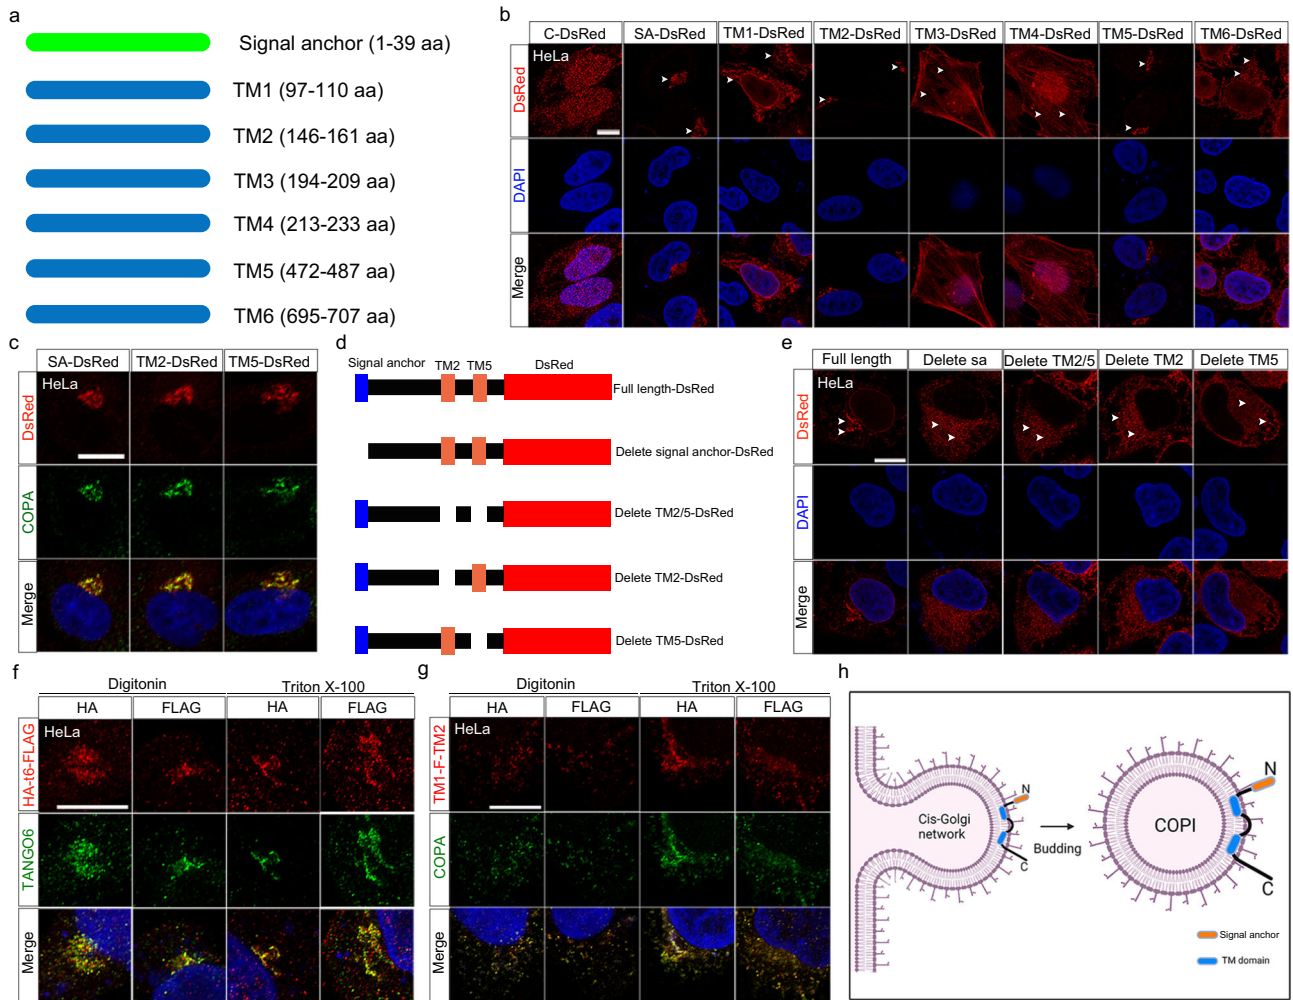 a
Signal anchor (1-39 aa)
TM1 (97-110 aa)
TM2 (146-161 aa)
TM3 (194-209 aa)
TM4 (213-233 aa)
TM5 (472-487 aa)
TM6 (695-707 aa)
b
C-DsRed SA-DsRed TM1-DsRed TM2-DsRed TM3-DsRed TM4-DsRed TM5-DsRed TM6-DsRed
HeLa
DsRed
DAPI
Merge
c
SA-DsRed TM2-DsRed TM5-DsRed
HeLa
DsRed
COPA
Merge
d
Signal anchor TM2 TM5 DsRed
Full length-DsRed
Delete signal anchor-DsRed
Delete TM2/5-DsRed
Delete TM2-DsRed
Delete TM5-DsRed
e
Full length Delete sa Delete TM2/5 Delete TM2 Delete TM5
HeLa
DsRed
DAPI
Merge
f
Digitonin Triton X-100
HA FLAG HA FLAG
HeLa
HA-t6-FLAG
TANGO6
Merge
g
Digitonin Triton X-100
HA FLAG HA FLAG
HeLa
TM1-F-TM2
COPA
Merge
h
N
Cis-Golgi
network
C
Budding
N
COPI
C
Signal anchor
TM domain